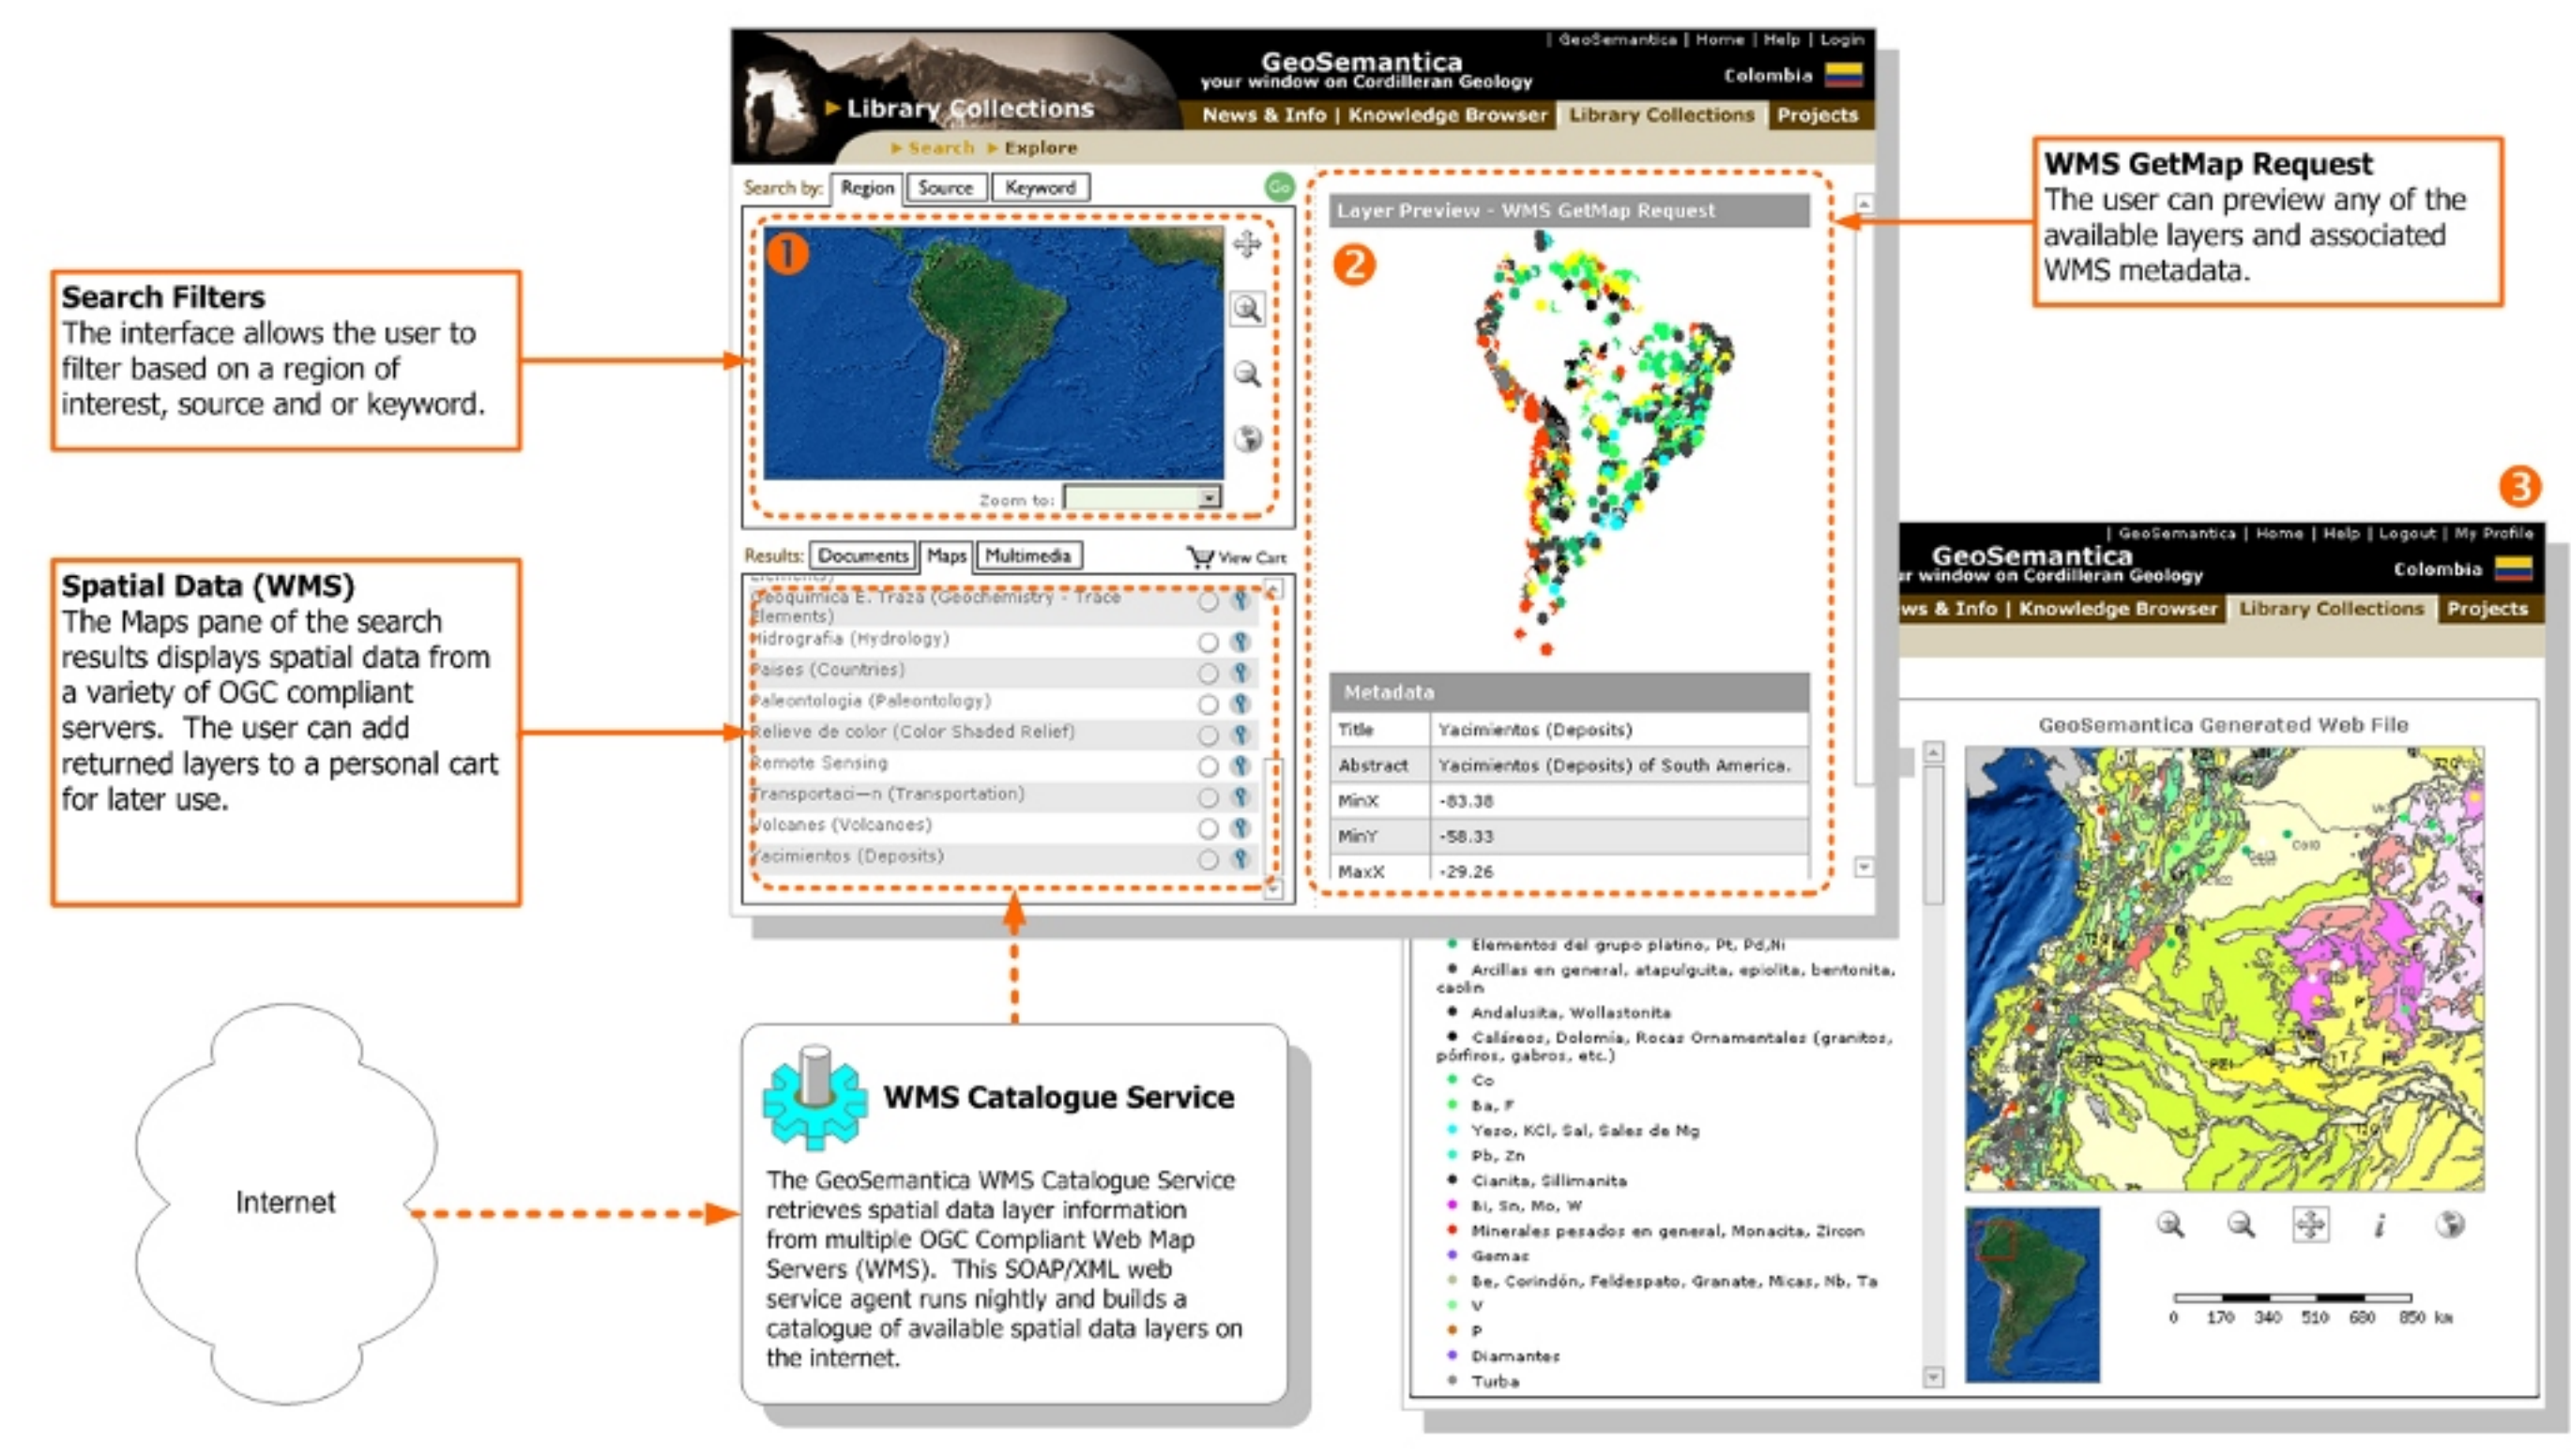 | GeoSemantica | Home | Help | Login
GeoSemantica
your window on Cordilleran Geology
Colombia
Library Collections
News & Info | Knowledge Browser
Library Collections
Projects
Search
Explore
Search by:
Region
Source
Keyword
Go
1
Zoom to:
Results:
Documents
Maps
Multimedia
View Cart
Geoquimica E. Traza (Geochemistry - Trace
Elements)
Hidrografia (Hydrology)
Paises (Countries)
Paleontologia (Paleontology)
Relieve de color (Color Shaded Relief)
Remote Sensing
Transportaci—n (Transportation)
Volcanes (Volcanoes)
Yacimientos (Deposits)
Layer Preview - WMS GetMap Request
2
Metadata
Title Yacimientos (Deposits)
Abstract Yacimientos (Deposits) of South America.
MinX -83.38
MinY -58.33
MaxX -29.26
Search Filters
The interface allows the user to
filter based on a region of
interest, source and or keyword.
Spatial Data (WMS)
The Maps pane of the search
results displays spatial data from
a variety of OGC compliant
servers. The user can add
returned layers to a personal cart
for later use.
WMS GetMap Request
The user can preview any of the
available layers and associated
WMS metadata.
Internet
WMS Catalogue Service
The GeoSemantica WMS Catalogue Service
retrieves spatial data layer information
from multiple OGC Compliant Web Map
Servers (WMS). This SOAP/XML web
service agent runs nightly and builds a
catalogue of available spatial data layers on
the internet.
3
| GeoSemantica | Home | Help | Logout | My Profile
GeoSemantica
r window on Cordilleran Geology
Colombia
ws & Info | Knowledge Browser
Library Collections
Projects
GeoSemantica Generated Web File
Elementos del grupo platino, Pt, Pd,Ni
Arcillas en general, atapulguita, epiolita, bentonita,
caolin
Andalusita, Wollastonita
Caláreos, Dolomía, Rocas Ornamentales (granitos,
pórfiros, gabros, etc.)
Co
Ba, F
Yeso, KCl, Sal, Sales de Mg
Pb, Zn
Cianita, Sillimanita
Bi, Sn, Mo, W
Minerales pesados en general, Monacita, Zircon
Gemas
Be, Corindón, Feldespato, Granate, Micas, Nb, Ta
V
P
Diamantes
Turba
i
0 170 340 510 680 850 km